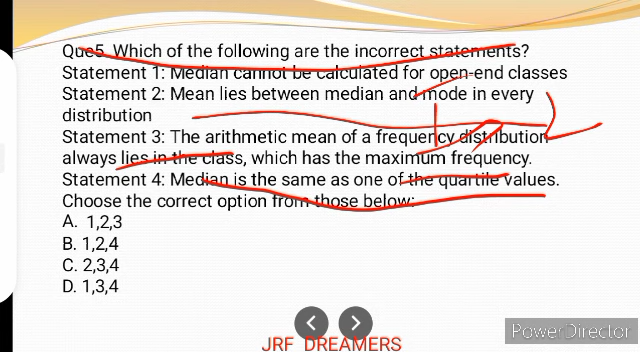 Que5. Which of the following are the incorrect statements?
Statement 1: Median cannot be calculated for open-end classes
Statement 2: Mean lies between median and mode in every
distribution
Statement 3: The arithmetic mean of a frequency distribution
always lies in the class, which has the maximum frequency.
Statement 4: Median is the same as one of the quartile values.
Choose the correct option from those below:
A. 1,2,3
B. 1,2,4
C. 2,3,4
D. 1,3,4
PowerDirector
JRF DREAMERS